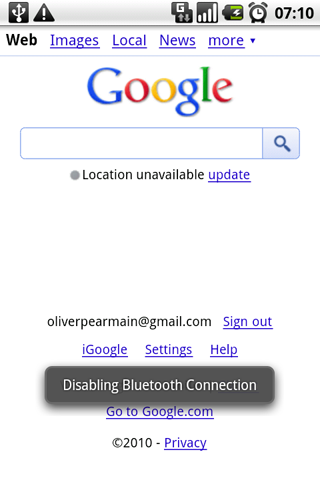 07:10
Web Images Local News more ▾
Google
Location unavailable update
oliverpearmain@gmail.com Sign out
iGoogle Settings Help
Disabling Bluetooth Connection
Go to Google.com
©2010 - Privacy